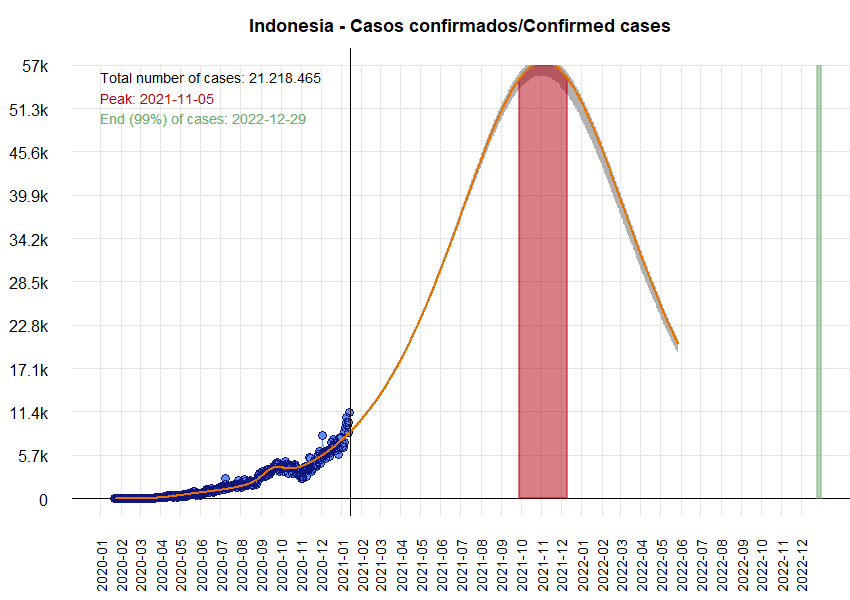 Indonesia - Casos confirmados/Confirmed cases
Total number of cases: 21.218.465
Peak: 2021-11-05
End (99%) of cases: 2022-12-29
57k
51.3k
45.6k
39.9k
34.2k
28.5k
22.8k
17.1k
11.4k
5.7k
0
2020-01
2020-02
2020-03
2020-04
2020-05
2020-06
2020-07
2020-08
2020-09
2020-10
2020-11
2020-12
2021-01
2021-02
2021-03
2021-04
2021-05
2021-06
2021-07
2021-08
2021-09
2021-10
2021-11
2021-12
2022-01
2022-02
2022-03
2022-04
2022-05
2022-06
2022-07
2022-08
2022-09
2022-10
2022-11
2022-12